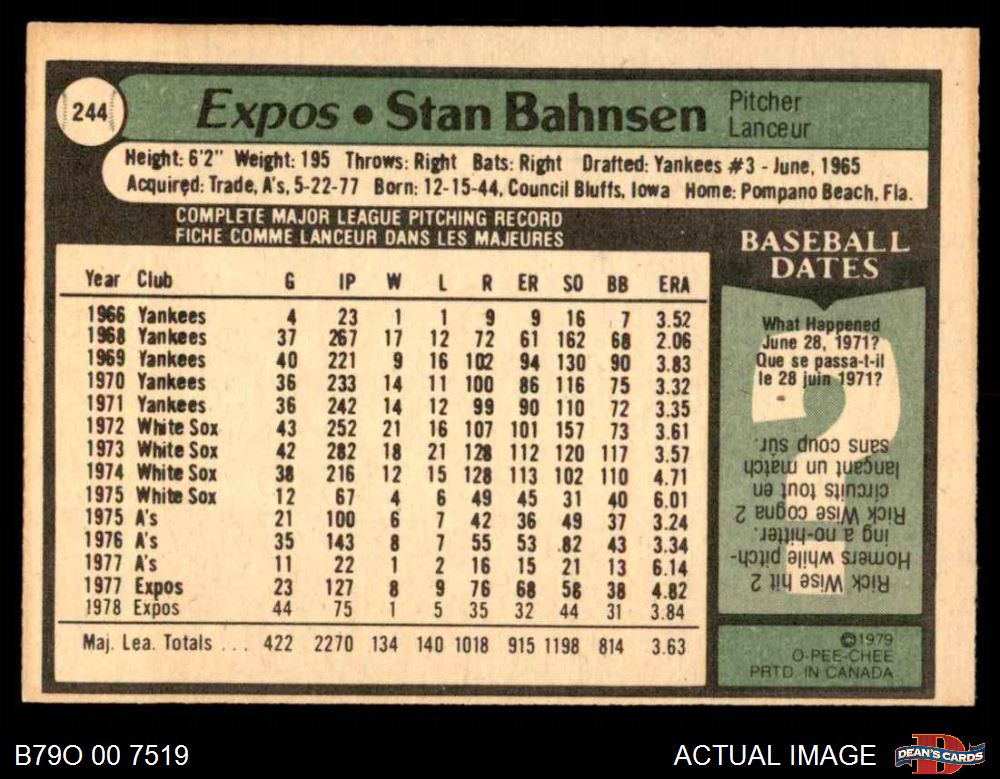 244
Expos • Stan Bahnsen
Pitcher
Lanceur
Height: 6'2" Weight: 195 Throws: Right Bats: Right Drafted: Yankees #3 - June, 1965
Acquired: Trade, A's, 5-22-77 Born: 12-15-44, Council Bluffs, Iowa Home: Pompano Beach, Fla.
COMPLETE MAJOR LEAGUE PITCHING RECORD
FICHE COMME LANCEUR DANS LES MAJEURES
Year Club G IP W L R ER SO BB ERA
1966 Yankees 4 23 1 1 9 9 16 7 3.52
1968 Yankees 37 267 17 12 72 61 162 68 2.06
1969 Yankees 40 221 9 16 102 94 130 90 3.83
1970 Yankees 36 233 14 11 100 86 116 75 3.32
1971 Yankees 36 242 14 12 99 90 110 72 3.35
1972 White Sox 43 252 21 16 107 101 157 73 3.61
1973 White Sox 42 282 18 21 128 112 120 117 3.57
1974 White Sox 38 216 12 15 128 113 102 110 4.71
1975 White Sox 12 67 4 6 49 45 31 40 6.01
1975 A's 21 100 6 7 42 36 49 37 3.24
1976 A's 35 143 8 7 55 53 82 43 3.34
1977 A's 11 22 1 2 16 15 21 13 6.14
1977 Expos 23 127 8 9 76 68 58 38 4.82
1978 Expos 44 75 1 5 35 32 44 31 3.84
Maj. Lea. Totals ... 422 2270 134 140 1018 915 1198 814 3.63
BASEBALL
DATES
What Happened
June 28, 1971?
Que se passa-t-il
le 28 juin 1971?
Rick Wise hit 2
Homers while pitch-
ing a no-hitter.
Rick Wise cogna 2
circuits tout en
lançant un match
sans coup sûr.
©1979
O-PEE-CHEE
PRTD. IN CANADA
B79O 00 7519
ACTUAL IMAGE
DEAN'S CARDS